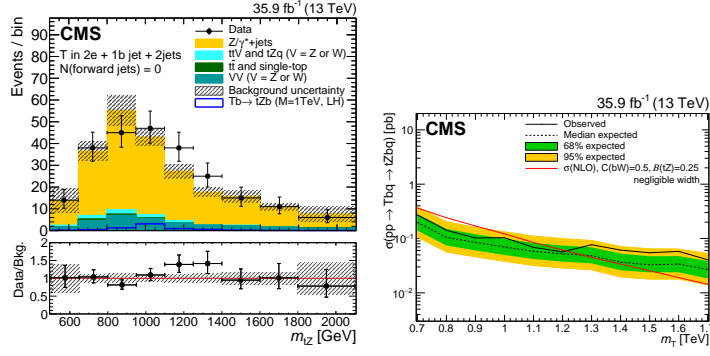 35.9 fb⁻¹ (13 TeV)
CMS
T in 2e + 1b jet + 2jets
N(forward jets) = 0
Data
Z/γ*+jets
ttV and tZq (V = Z or W)
tt̄ and single-top
VV (V = Z or W)
Background uncertainty
Tb→ tZb (M=1TeV, LH)
Events / bin
90
80
70
60
50
40
30
20
10
0
Data/Bkg.
2
1.5
1
0.5
0
600 800 1000 1200 1400 1600 1800 2000
m_tZ [GeV]
35.9 fb⁻¹ (13 TeV)
CMS
Observed
Median expected
68% expected
95% expected
σ(NLO), C(bW)=0.5, B(tZ)=0.25
negligible width
σ(pp → Tbq → tZbq) [pb]
10
1
10⁻¹
10⁻²
0.7 0.8 0.9 1 1.1 1.2 1.3 1.4 1.5 1.6 1.7
m_T [TeV]